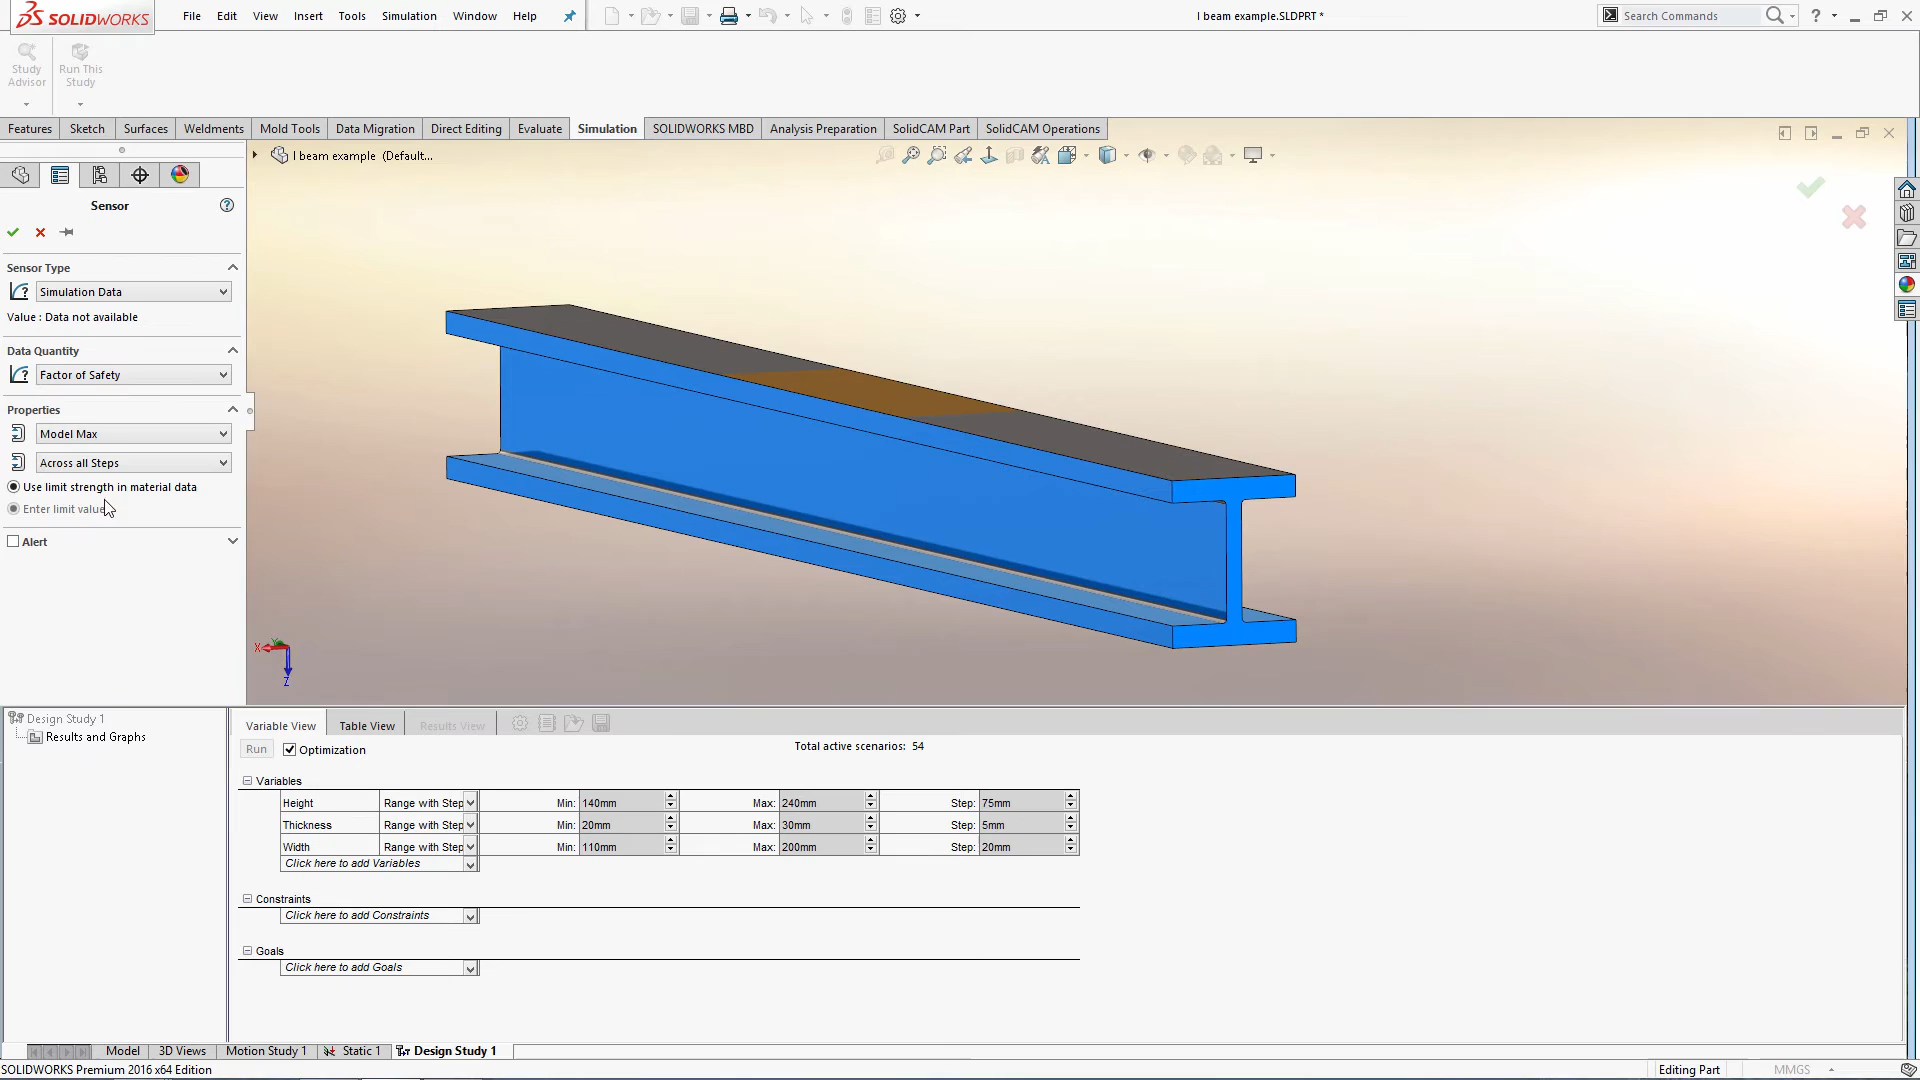 SOLIDWORKS
File Edit View Insert Tools Simulation Window Help
I beam example.SLDPRT *
Search Commands
Study Advisor
Run This Study
Features Sketch Surfaces Weldments Mold Tools Data Migration Direct Editing Evaluate Simulation SOLIDWORKS MBD Analysis Preparation SolidCAM Part SolidCAM Operations
I beam example (Default...
Sensor
Sensor Type
Simulation Data
Value : Data not available
Data Quantity
Factor of Safety
Properties
Model Max
Across all Steps
Use limit strength in material data
Enter limit value
Alert
X Y
Z
Design Study 1
Results and Graphs
Variable View Table View Results View
Run Optimization Total active scenarios: 54
Variables
Height Range with Step Min: 140mm Max: 240mm Step: 75mm
Thickness Range with Step Min: 20mm Max: 30mm Step: 5mm
Width Range with Step Min: 110mm Max: 200mm Step: 20mm
Click here to add Variables
Constraints
Click here to add Constraints
Goals
Click here to add Goals
Model 3D Views Motion Study 1 Static 1 Design Study 1
SOLIDWORKS Premium 2016 x64 Edition Editing Part MMGS